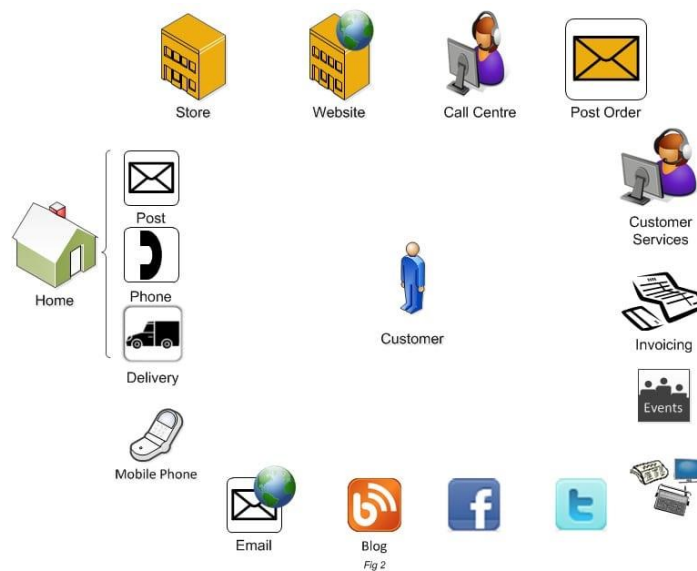 Store
Website
Call Centre
Post Order
Post
Customer
Services
Home
Phone
Customer
Invoicing
Delivery
Events
Mobile Phone
Email
Blog
Fig 2